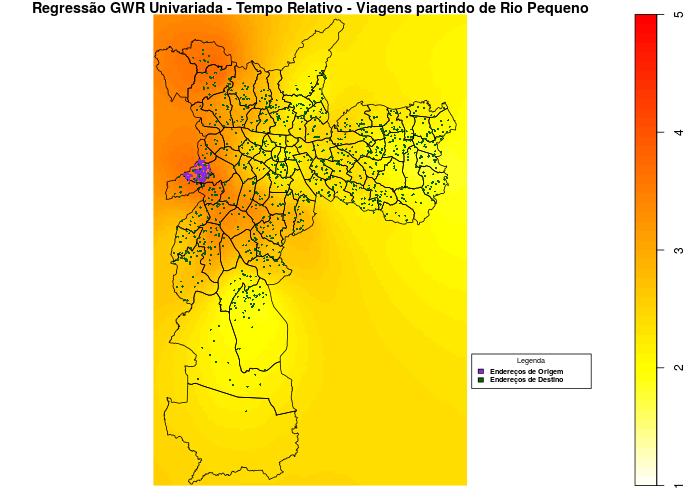 Regressão GWR Univariada - Tempo Relativo - Viagens partindo de Rio Pequeno
5
4
3
2
1
Legenda
Endereços de Origem
Endereços de Destino